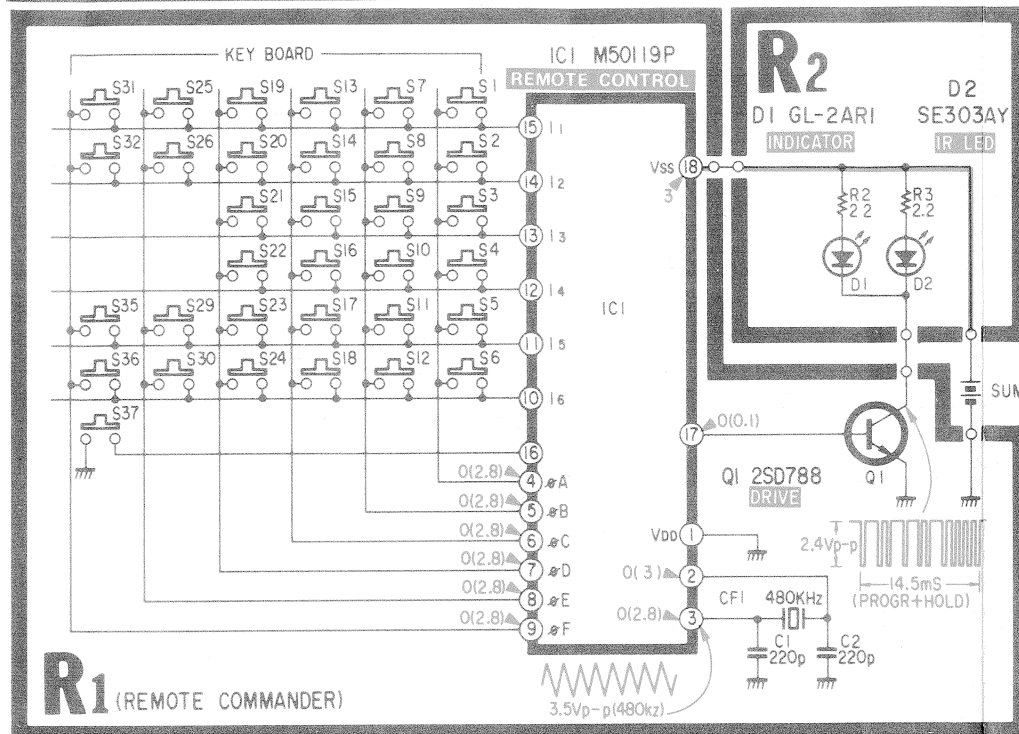 KEY BOARD
IC1 M50119P
REMOTE CONTROL
R2
D1 GL-2AR1
INDICATOR
D2
SE303AY
IR LED
S31 S25 S19 S13 S7 S1
15 I1
S32 S26 S20 S14 S8 S2
14 I2
S21 S15 S9 S3
13 I3
S22 S16 S10 S4
12 I4
S35 S29 S23 S17 S11 S5
11 I5
S36 S30 S24 S18 S12 S6
10 I6
S37
16
IC1
VSS 18
3
R2
2.2
R3
2.2
D1
D2
SUM
17 0(0.1)
Q1 2SD788
DRIVE
Q1
0(2.8) 4 øA
0(2.8) 5 øB
0(2.8) 6 øC
0(2.8) 7 øD
0(2.8) 8 øE
0(2.8) 9 øF
VDD 1
0(3) 2
0(2.8) 3
CF1 480KHz
C1
220p
C2
220p
2.4Vp-p
14.5mS
(PROGR+HOLD)
3.5Vp-p(480kz)
R1 (REMOTE COMMANDER)